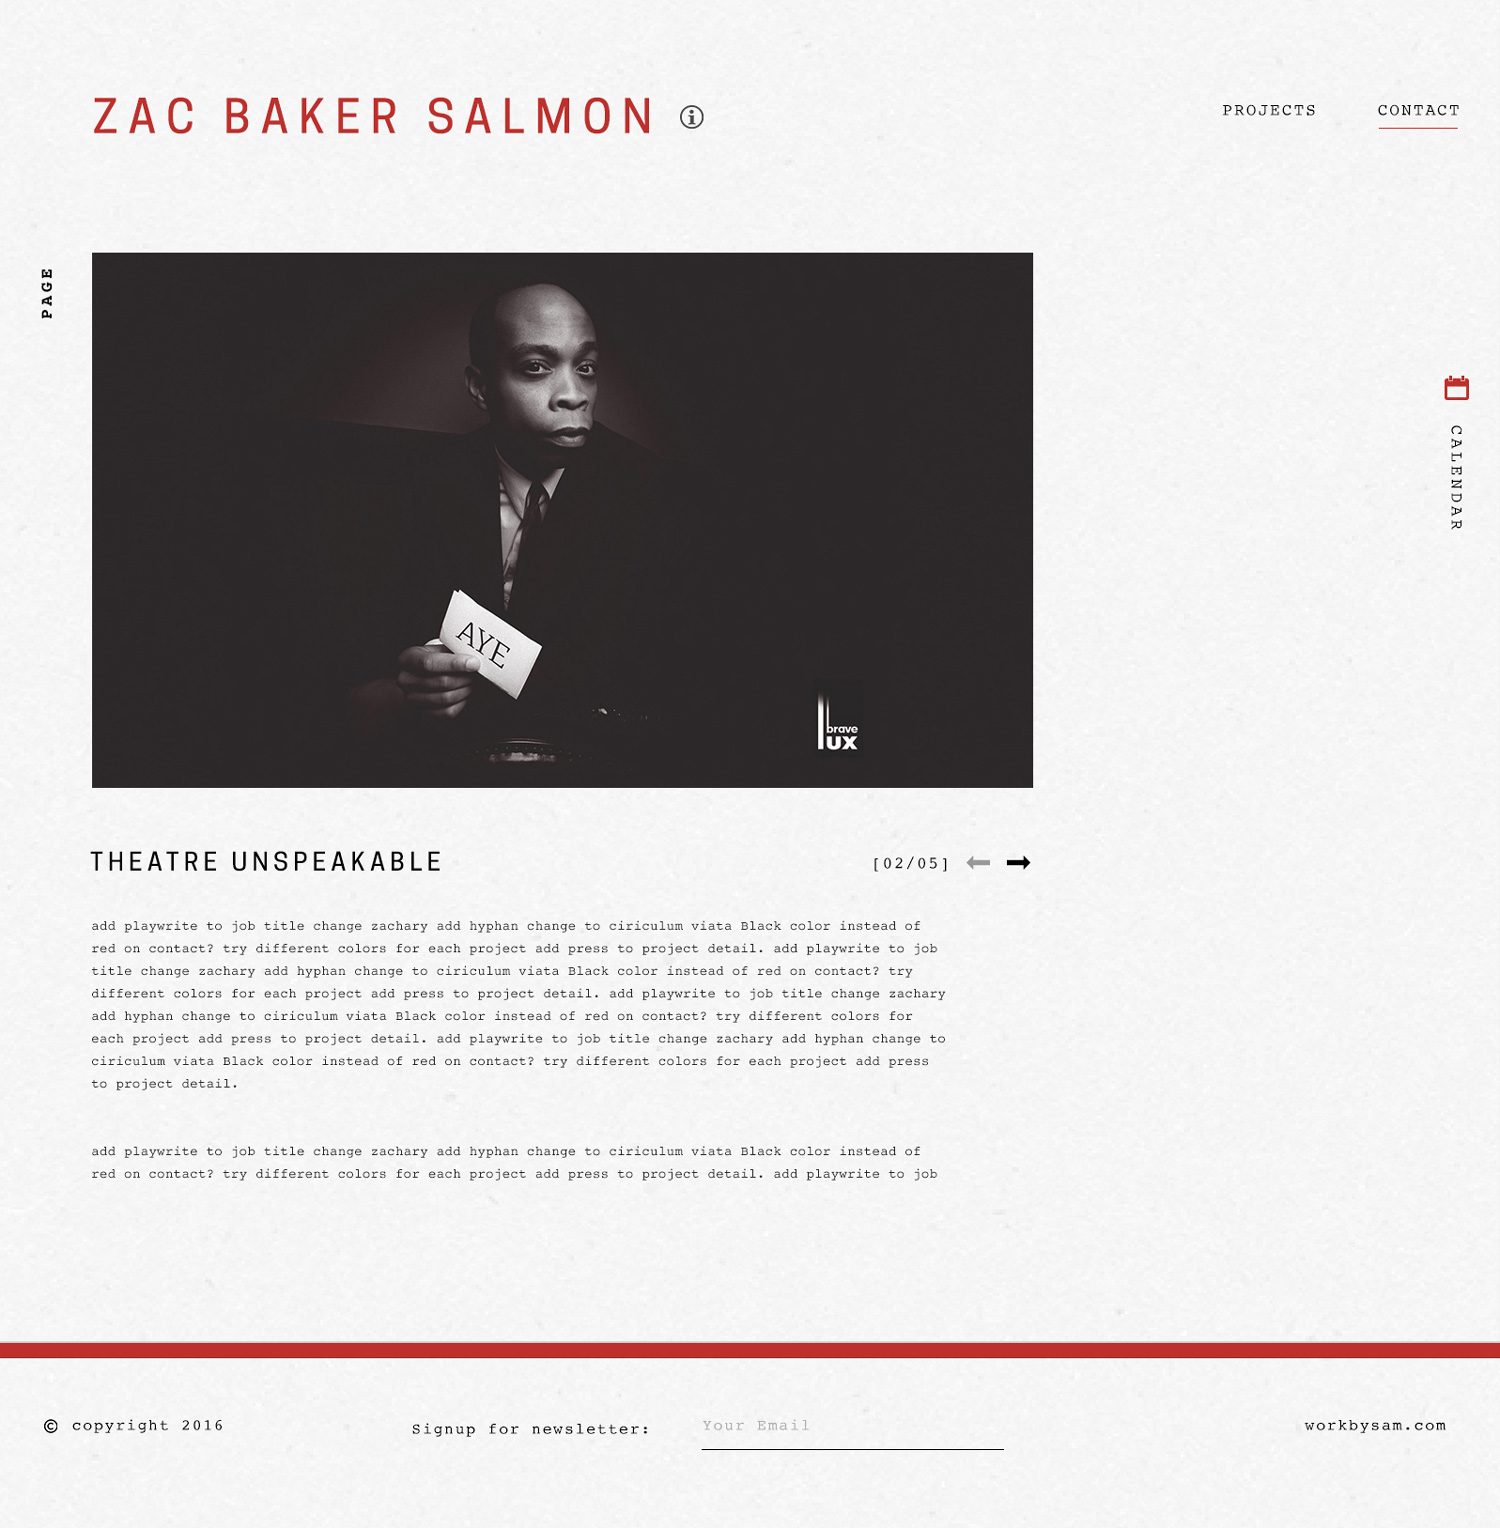 ZAC BAKER SALMON
PROJECTS
CONTACT
PAGE
CALENDAR
AYE
brave
lux
THEATRE UNSPEAKABLE
[02/05]
add playwrite to job title change zachary add hyphan change to ciriculum viata Black color instead of
red on contact? try different colors for each project add press to project detail. add playwrite to job
title change zachary add hyphan change to ciriculum viata Black color instead of red on contact? try
different colors for each project add press to project detail. add playwrite to job title change zachary
add hyphan change to ciriculum viata Black color instead of red on contact? try different colors for
each project add press to project detail. add playwrite to job title change zachary add hyphan change to
ciriculum viata Black color instead of red on contact? try different colors for each project add press
to project detail.
add playwrite to job title change zachary add hyphan change to ciriculum viata Black color instead of
red on contact? try different colors for each project add press to project detail. add playwrite to job
© copyright 2016
Signup for newsletter:
Your Email
workbysam.com